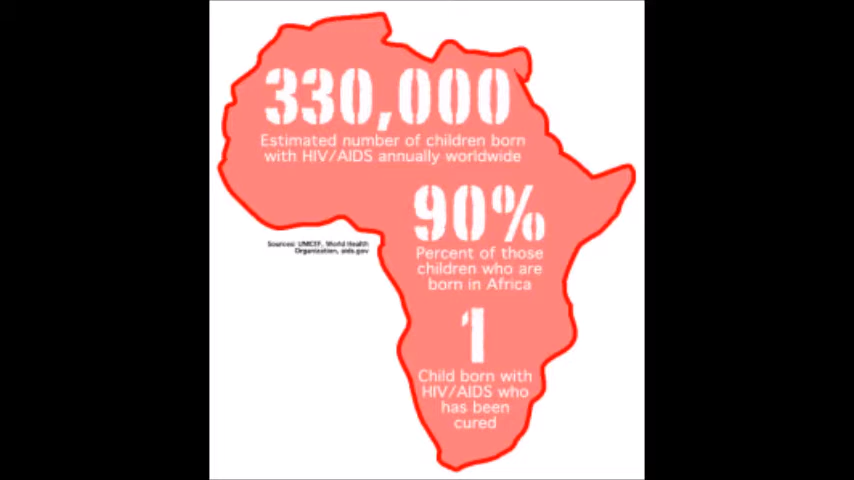 330,000
Estimated number of children born
with HIV/AIDS annually worldwide
90%
Percent of those
children who are
born in Africa
Sources: UNICEF, World Health
Organization, aids.gov
1
Child born with
HIV/AIDS who
has been
cured